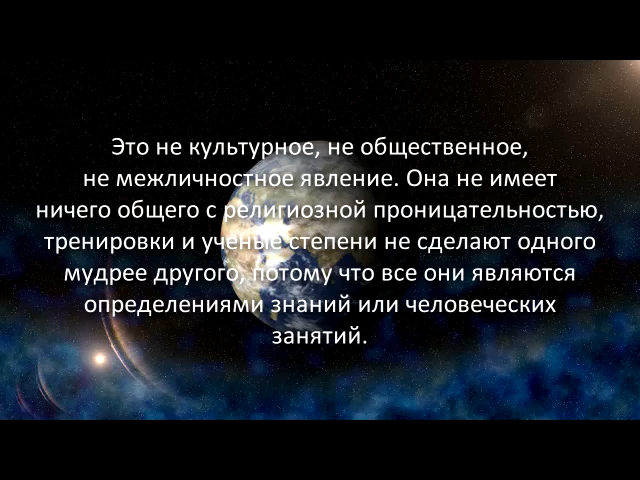 Это не культурное, не общественное,
не межличностное явление. Она не имеет
ничего общего с религиозной проницательностью,
тренировки и ученые степени не сделают одного
мудрее другого, потому что все они являются
определениями знаний или человеческих
занятий.